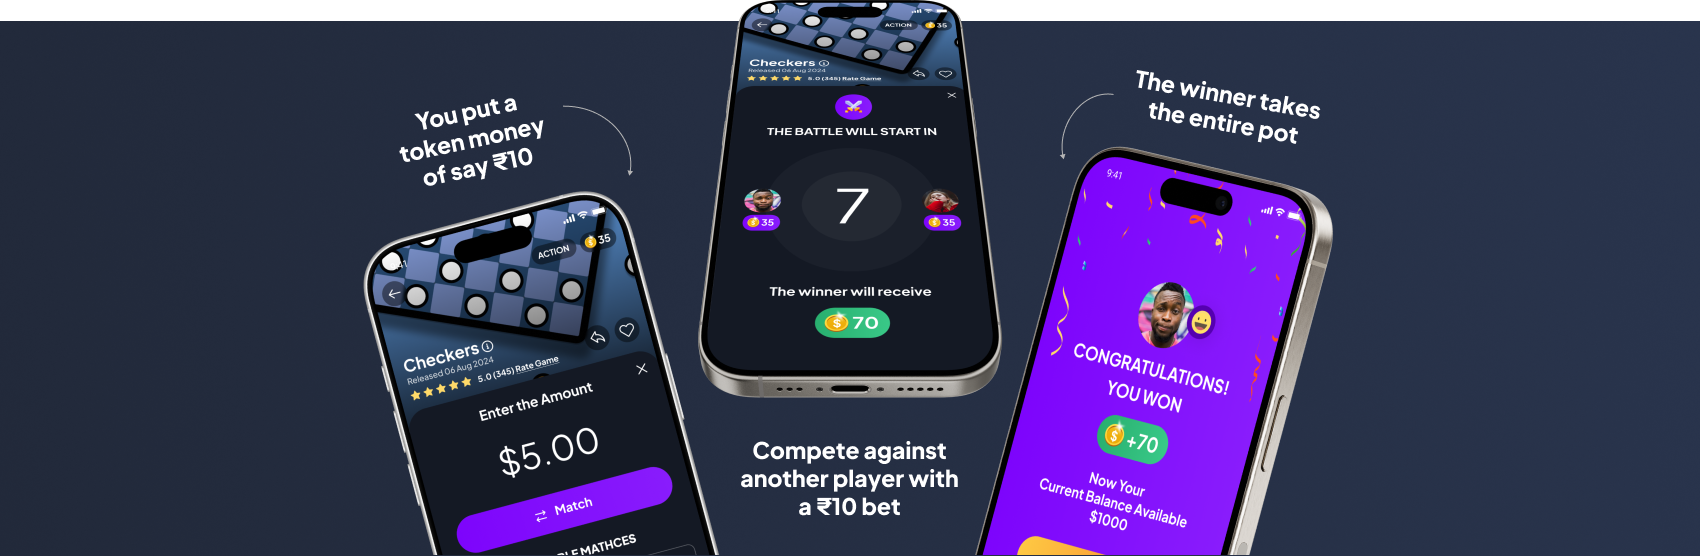 You put a
token money
of say ₹10
ACTION
35
Checkers
Released 06 Aug 2024
5.0 (345) Rate Game
Enter the Amount
$5.00
Match
MATHCES
ACTION
35
Checkers
Released 06 Aug 2024
5.0 (345) Rate Game
THE BATTLE WILL START IN
7
35
35
The winner will receive
70
Compete against
another player with
a ₹10 bet
The winner takes
the entire pot
9:41
CONGRATULATIONS!
YOU WON
+70
Now Your
Current Balance Available
$1000